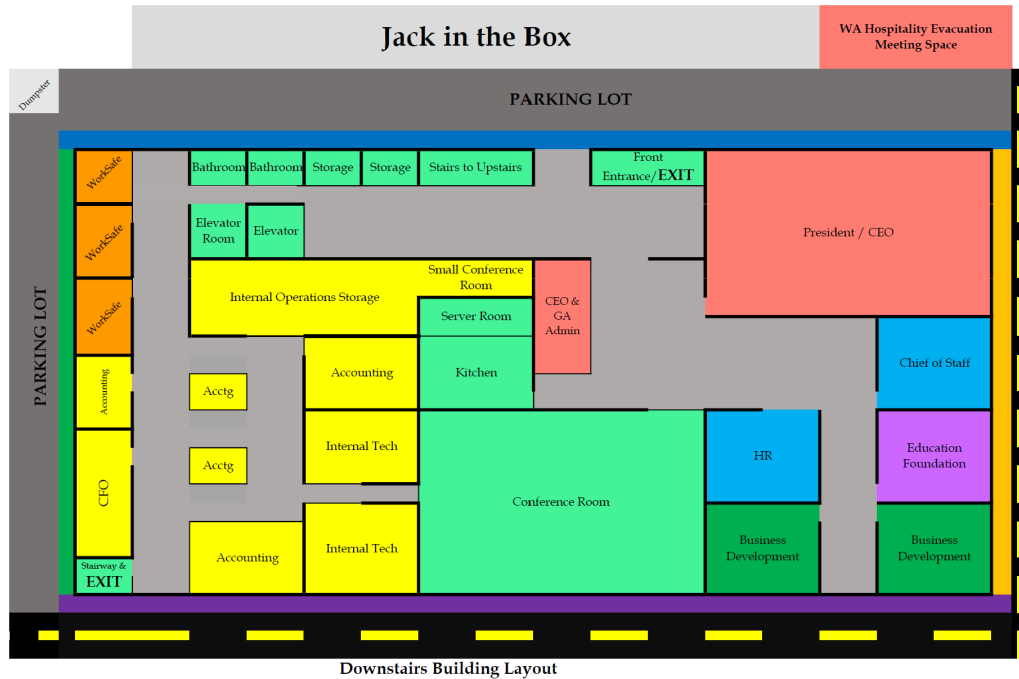 Jack in the Box
WA Hospitality Evacuation
Meeting Space
Dumpster
PARKING LOT
PARKING LOT
WorkSafe
Bathroom
Bathroom
Storage
Storage
Stairs to Upstairs
Front
Entrance/EXIT
President / CEO
WorkSafe
Elevator
Room
Elevator
WorkSafe
Internal Operations Storage
Small Conference
Room
CEO &
GA
Admin
Server Room
Accounting
Acctg
Accounting
Kitchen
Chief of Staff
CFO
Acctg
Internal Tech
Conference Room
HR
Education
Foundation
Stairway &
EXIT
Accounting
Internal Tech
Business
Development
Business
Development
Downstairs Building Layout